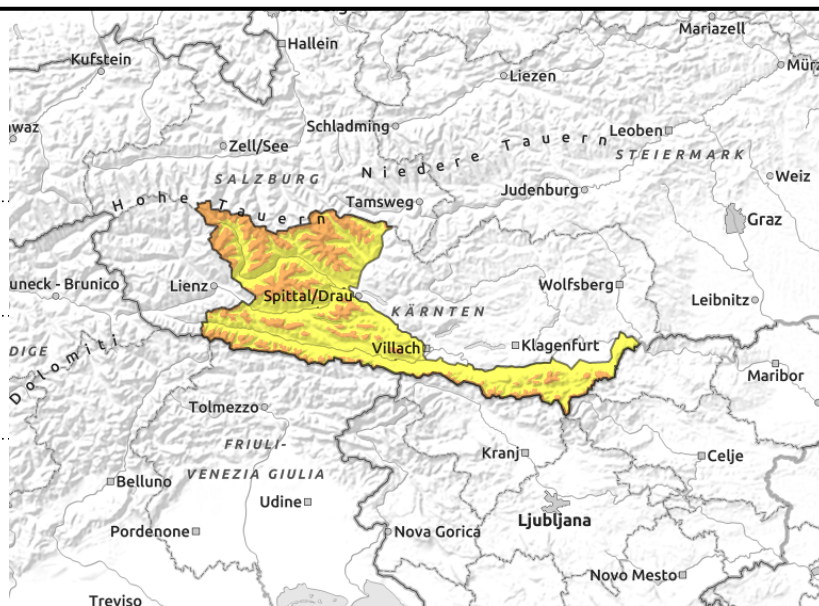 Mariazell
Hallein
Kufstein
Liezen
Schladming
Leoben
Zell/See
Niedere Tauern
STEIERMARK
SALZBURG
Weiz
Hohe Tauern
Tamsweg
Judenburg
Graz
Lienz
Wolfsberg
uneck - Brunico
Spittal/Drau
KÄRNTEN
Leibnitz
Villach
Klagenfurt
DIGE
Dolomiti
Maribor
Tolmezzo
FRIULI-
VENEZIA GIULIA
Kranj
Celje
Belluno
Udine
Ljubljana
Pordenone
Nova Gorica
Novo Mesto
Treviso